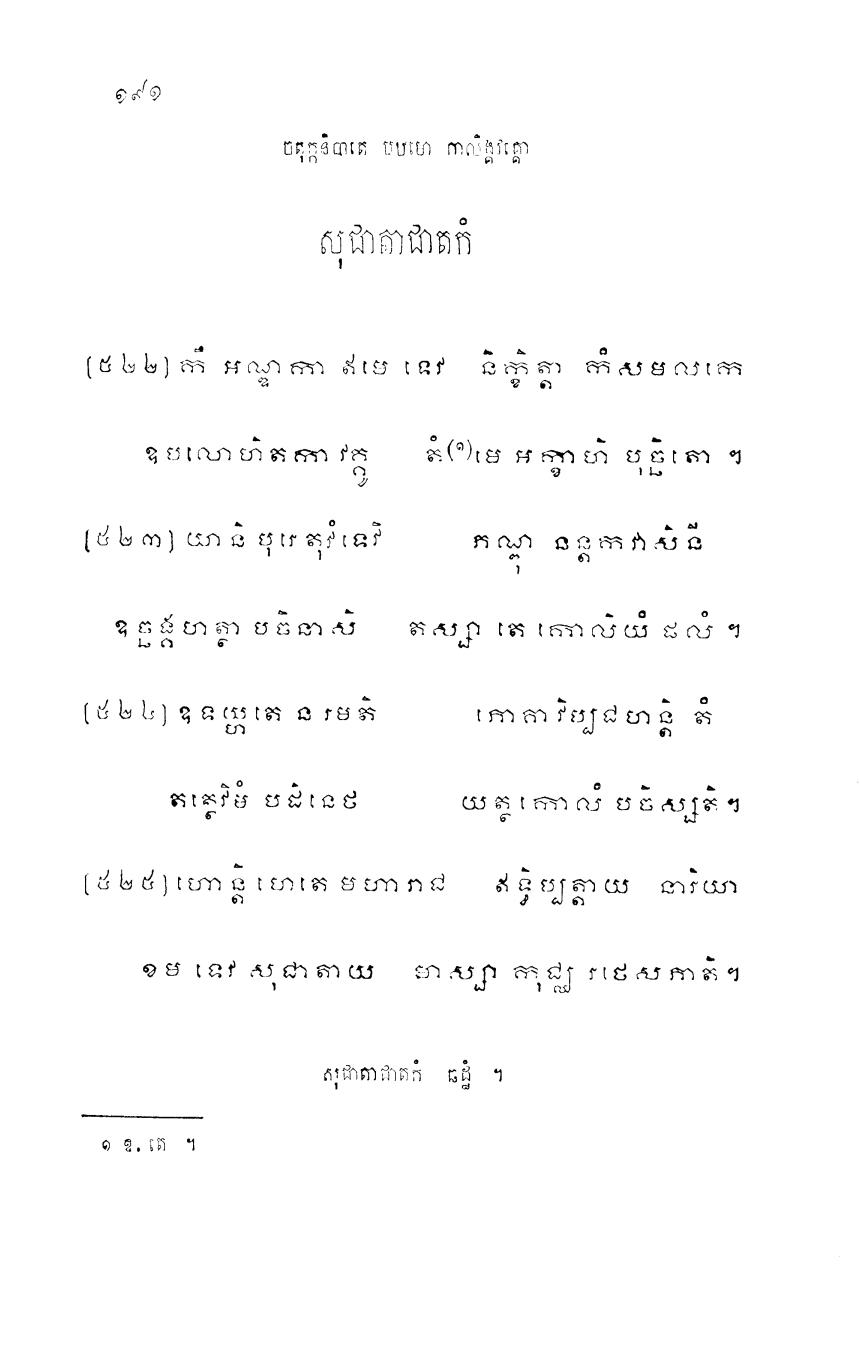 ១៩១
ចតុក្កនិបាតេ បឋមោ កាលិង្គវគ្គោ
សុជាតាជាតកំ
(៥២២) កឹ អណ្ឌកា ឥមេ ទេវ និក្ខិត្តា កំសមលកេ
ឧបលោហិតកា វគ្គូ តំ(១)មេ អក្ខាហិ បុច្ឆិតោ ។
(៥២៣) យានិ បុរេ តុវំ ទេវិ ភណ្ឌុ នន្តកវាសិនី
ឧច្ឆង្គហត្ថា បចិនាសិ តស្សា តេ កោលិយំ ផលំ ។
(៥២៤) ឧឌយ្ហតេ ន រមតិ ភោគា វិប្បជហន្តិ តំ
តត្ថេវិមំ បដិនេថ យត្ថ កោលំ បចិស្សតិ។
(៥២៥) ហោន្តិ ហេតេ មហារាជ ឥទ្ធិប្បត្តាយ នារិយា
ខម ទេវ សុជាតាយ មាស្សា កុជ្ឈ រថេសភាតិ។
សុជាតាជាតកំ ឆដ្ឋំ ។
១ ឱ. តេ ។